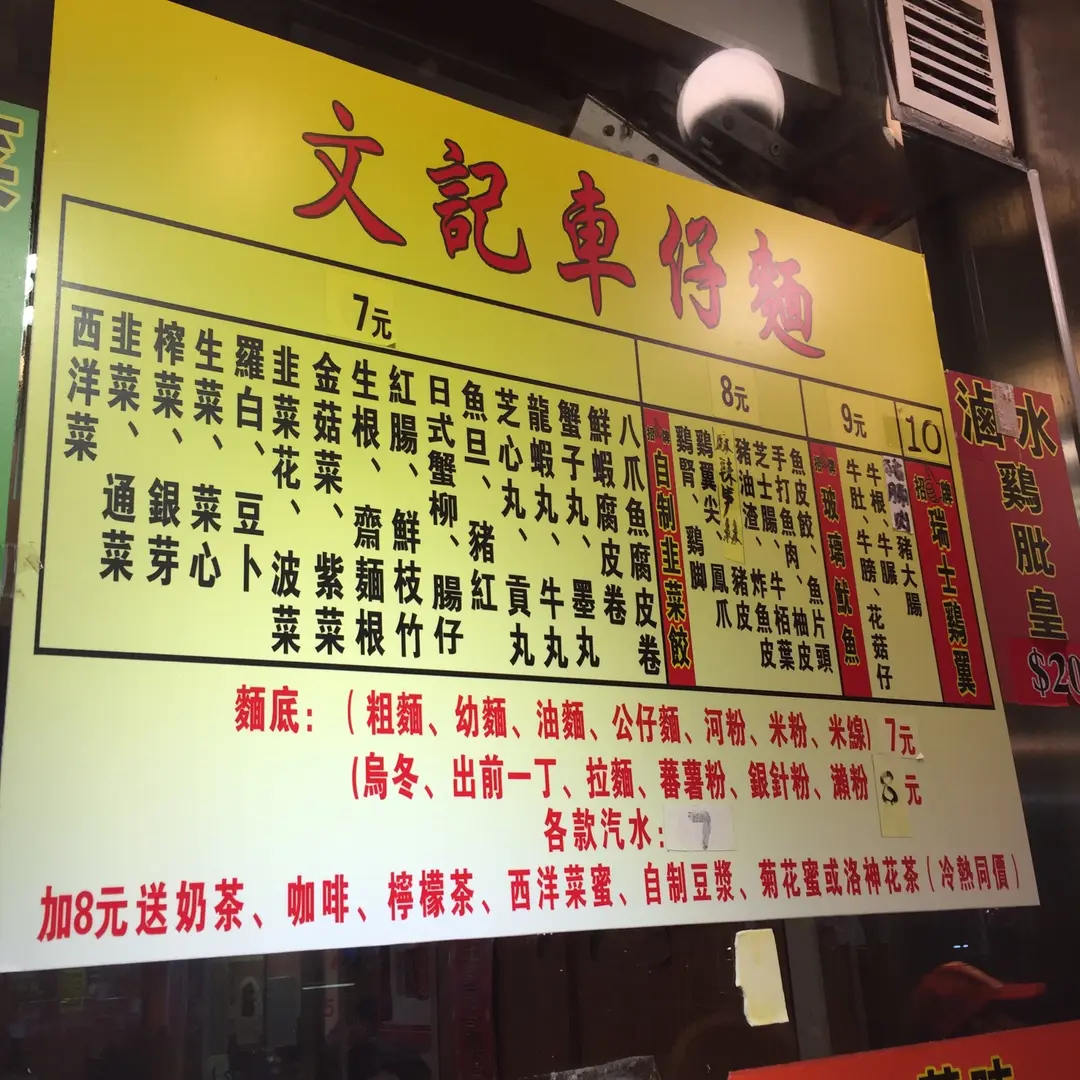 文記車仔麵
7元
8元
9元
10
八爪魚腐皮卷
鮮蝦腐皮卷
蟹子丸、墨丸
龍蝦丸、牛丸
芝心丸、貢丸
魚旦、豬紅
日式蟹柳、腸仔
紅腸、鮮枝竹
生根、齋麵根
金菇菜、紫菜
韭菜花、菠菜
羅白、豆卜
生菜、菜心
榨菜、銀芽
韭菜、通菜
西洋菜
魚皮餃、魚片頭
手打魚肉、柚皮
芝士腸、牛栢葉
豬油渣、炸魚皮
雞翼尖、豬皮
雞腎、鳳爪
雞腳
招牌自制韭菜餃
豬大腸
牛根、牛𦟌、花菇仔
牛肚、牛膀
招牌玻璃魷魚
招牌瑞士雞翼
麵底：（粗麵、幼麵、油麵、公仔麵、河粉、米粉、米線) 7元
(烏冬、出前一丁、拉麵、蕃薯粉、銀針粉、瀨粉 8元
各款汽水：7
加8元送奶茶、咖啡、檸檬茶、西洋菜蜜、自制豆漿、菊花蜜或洛神花茶（冷熱同價）
滷水
雞肶皇
$20